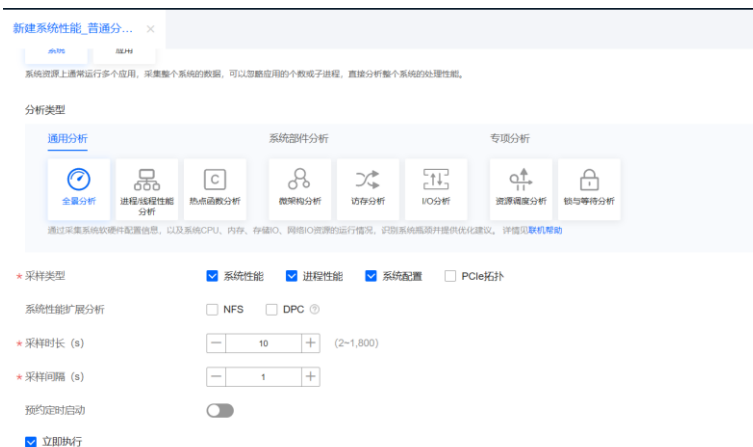 新建系统性能_普通分... ×
系统 应用
系统资源上通常运行多个应用，采集整个系统的数据，可以忽略应用的个数或子进程，直接分析整个系统的处理性能。
分析类型
通用分析 系统部件分析 专项分析
全景分析 进程/线程性能分析 热点函数分析 微架构分析 访存分析 I/O分析 资源调度分析 锁与等待分析
通过采集系统软硬件配置信息，以及系统CPU、内存、存储IO、网络IO资源的运行情况，识别系统瓶颈并提供优化建议。 详情见联机帮助
* 采样类型 系统性能 进程性能 系统配置 PCIe拓扑
系统性能扩展分析 NFS DPC
* 采样时长（s） — 10 + (2~1,800)
* 采样间隔（s） — 1 +
预约定时启动
立即执行